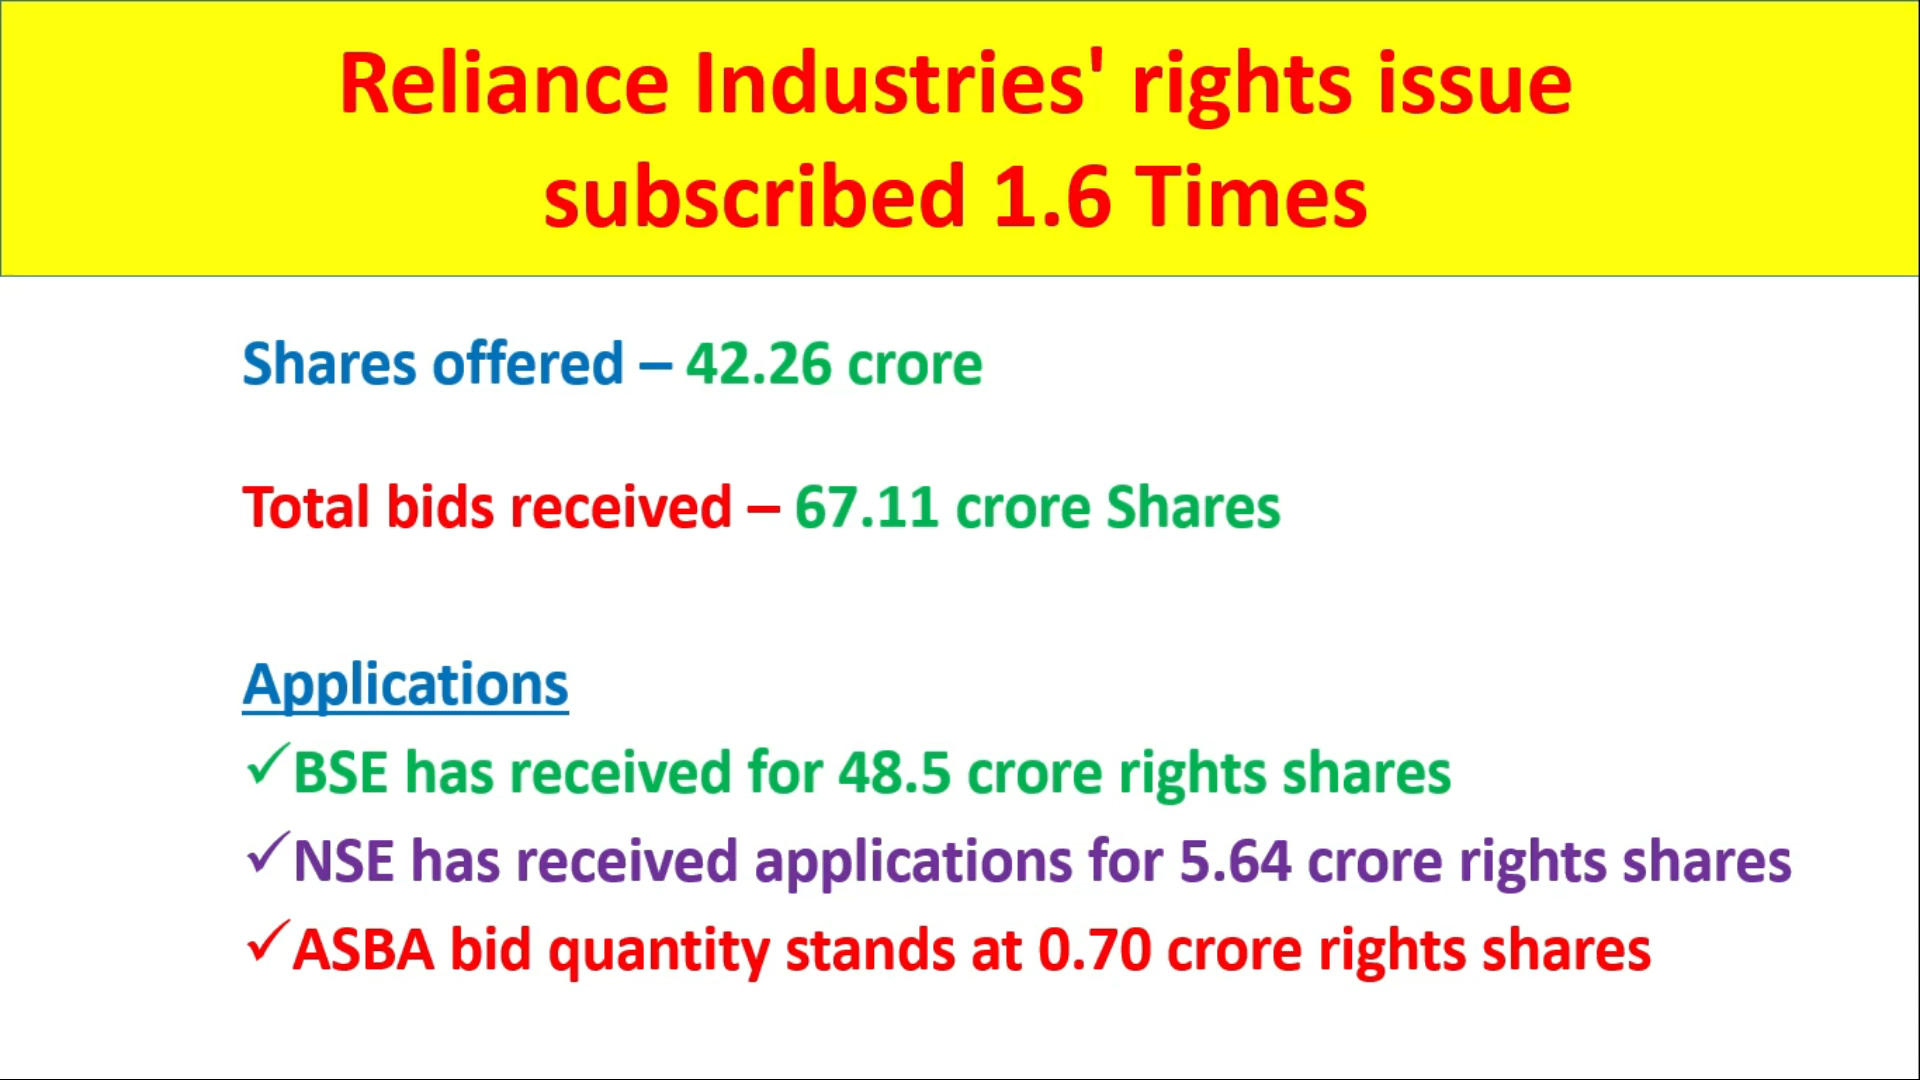 Reliance Industries' rights issue
subscribed 1.6 Times
Shares offered – 42.26 crore
Total bids received – 67.11 crore Shares
Applications
✓BSE has received for 48.5 crore rights shares
✓NSE has received applications for 5.64 crore rights shares
✓ASBA bid quantity stands at 0.70 crore rights shares